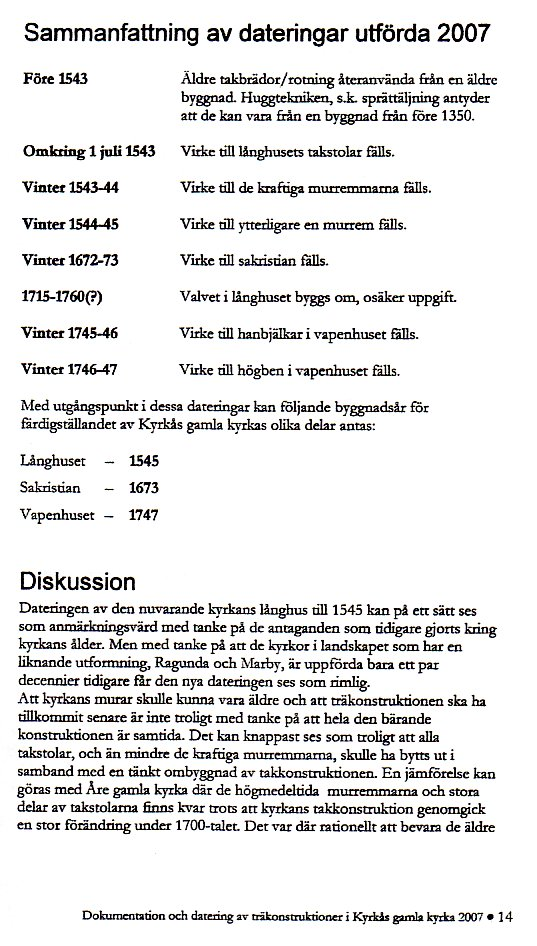 Sammanfattning av dateringar utförda 2007
Före 1543 Äldre takbrädor/rotning återanvända från en äldre
byggnad. Huggtekniken, s.k. sprättäljning antyder
att de kan vara från en byggnad från före 1350.
Omkring 1 juli 1543 Virke till långhusets takstolar fälls.
Vinter 1543-44 Virke till de kraftiga murremmarna fälls.
Vinter 1544-45 Virke till ytterligare en murrem fälls.
Vinter 1672-73 Virke till sakristian fälls.
1715-1760(?) Valvet i långhuset byggs om, osäker uppgift.
Vinter 1745-46 Virke till hanbjälkar i vapenhuset fälls.
Vinter 1746-47 Virke till högben i vapenhuset fälls.
Med utgångspunkt i dessa dateringar kan följande byggnadsår för
färdigställandet av Kyrkås gamla kyrkas olika delar antas:
Långhuset – 1545
Sakristian – 1673
Vapenhuset – 1747
Diskussion
Dateringen av den nuvarande kyrkans långhus till 1545 kan på ett sätt ses
som anmärkningsvärd med tanke på de antaganden som tidigare gjorts kring
kyrkans ålder. Men med tanke på att de kyrkor i landskapet som har en
liknande utformning, Ragunda och Marby, är uppförda bara ett par
decennier tidigare får den nya dateringen ses som rimlig.
Att kyrkans murar skulle kunna vara äldre och att träkonstruktionen ska ha
tillkommit senare är inte troligt med tanke på att hela den bärande
konstruktionen är samtida. Det kan knappast ses som troligt att alla
takstolar, och än mindre de kraftiga murremmarna, skulle ha bytts ut i
samband med en tänkt ombyggnad av takkonstruktionen. En jämförelse kan
göras med Åre gamla kyrka där de högmedeltida murremmarna och stora
delar av takstolarna finns kvar trots att kyrkans takkonstruktion genomgick
en stor förändring under 1700-talet. Det var där rationellt att bevara de äldre
Dokumentation och datering av träkonstruktioner i Kyrkås gamla kyrka 2007 • 14